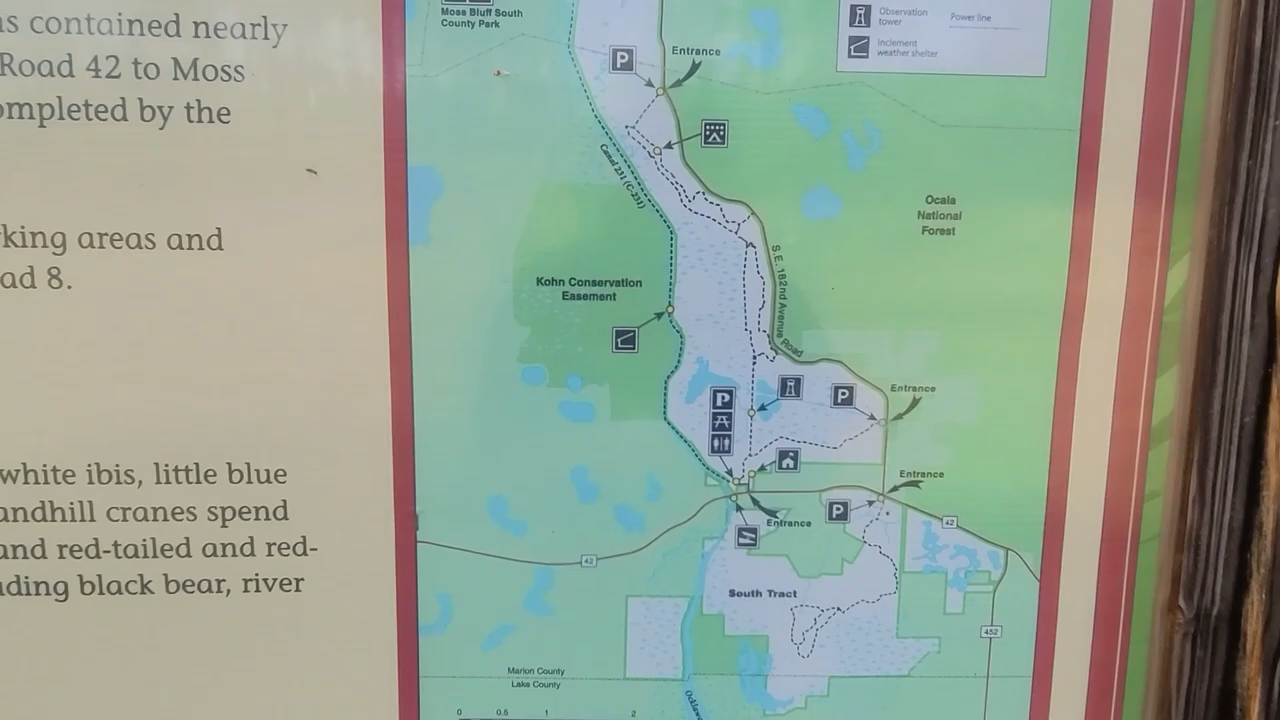 s contained nearly
Road 42 to Moss
ompleted by the
king areas and
ad 8.
white ibis, little blue
andhill cranes spend
and red-tailed and red-
ding black bear, river
Moss Bluff South
County Park
Observation
tower
Power line
Inclement
weather shelter
P
Entrance
Canal 231 (C-231)
Ocala
National
Forest
Kohn Conservation
Easement
S.E. 182nd Avenue Road
P
P
Entrance
Entrance
P
Entrance
42
42
South Tract
452
Marion County
Lake County
0 0.5 1 2